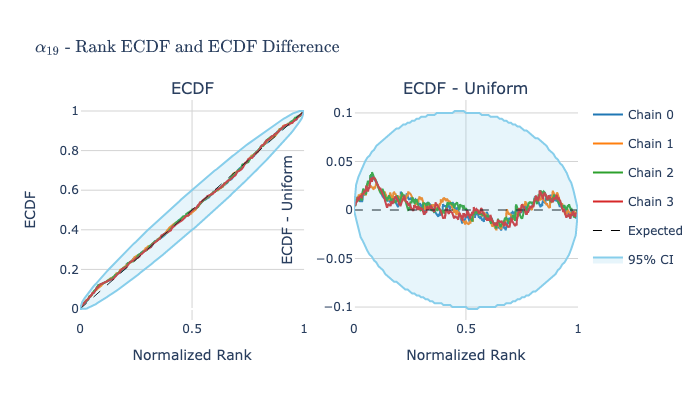 α₁₉ - Rank ECDF and ECDF Difference
ECDF
ECDF
1
0.8
0.6
0.4
0.2
0
0
0.5
1
Normalized Rank
ECDF - Uniform
ECDF - Uniform
0.1
0.05
0
−0.05
−0.1
0
0.5
1
Normalized Rank
Chain 0
Chain 1
Chain 2
Chain 3
Expected
95% CI